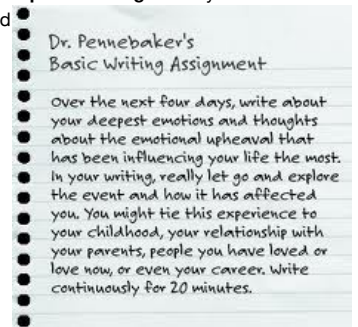 d
Dr. Pennebaker's
Basic Writing Assignment
Over the next four days, write about
your deepest emotions and thoughts
about the emotional upheaval that
has been influencing your life the most.
In your writing, really let go and explore
the event and how it has affected
you. You might tie this experience to
your childhood, your relationship with
your parents, people you have loved or
love now, or even your career. Write
continuously for 20 minutes.